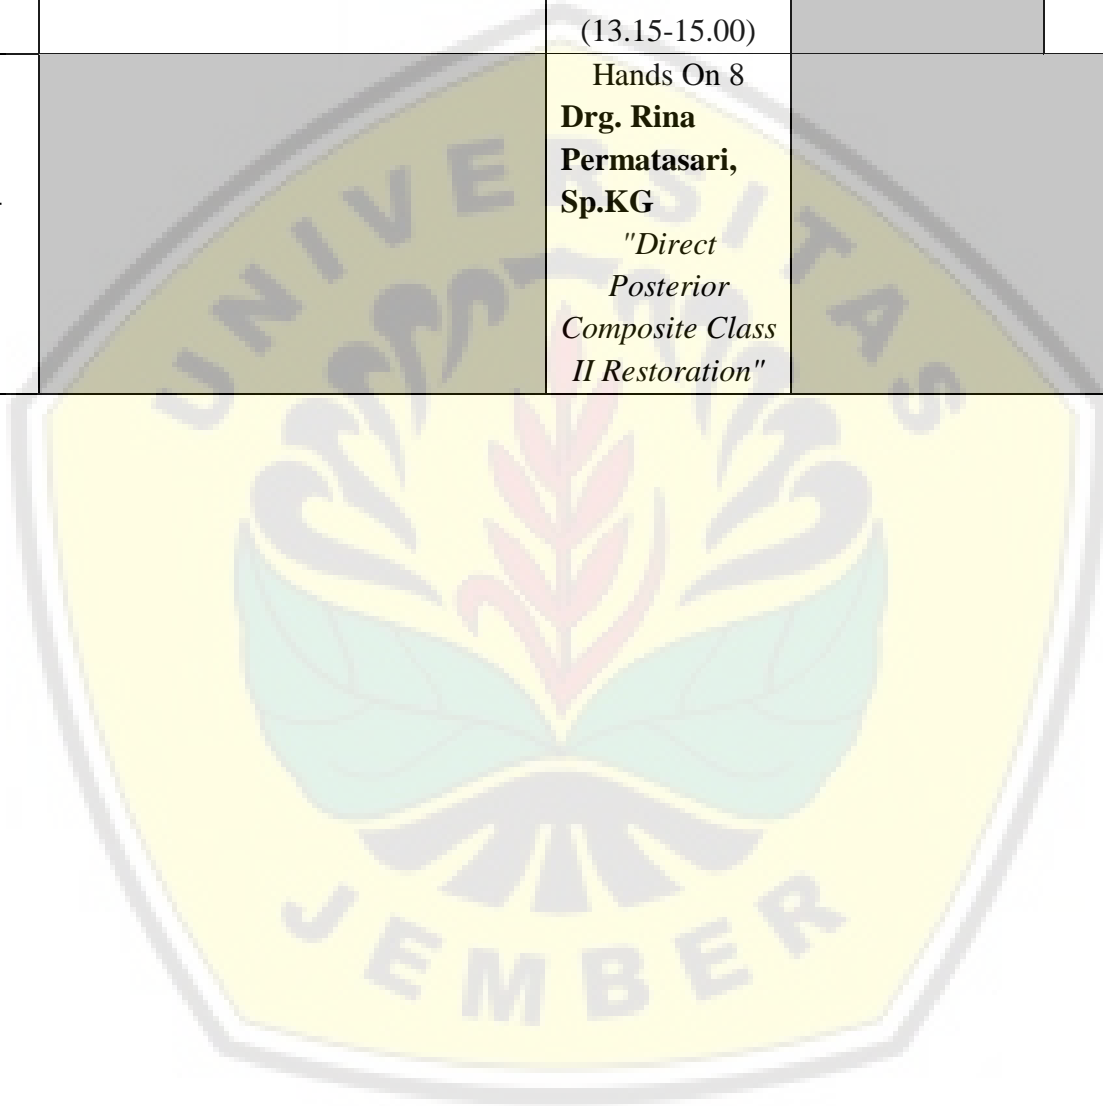 (13.15-15.00)
Hands On 8
Drg. Rina
Permatasari,
Sp.KG
"Direct
Posterior
Composite Class
II Restoration"
UNIVERSITAS
JEMBER